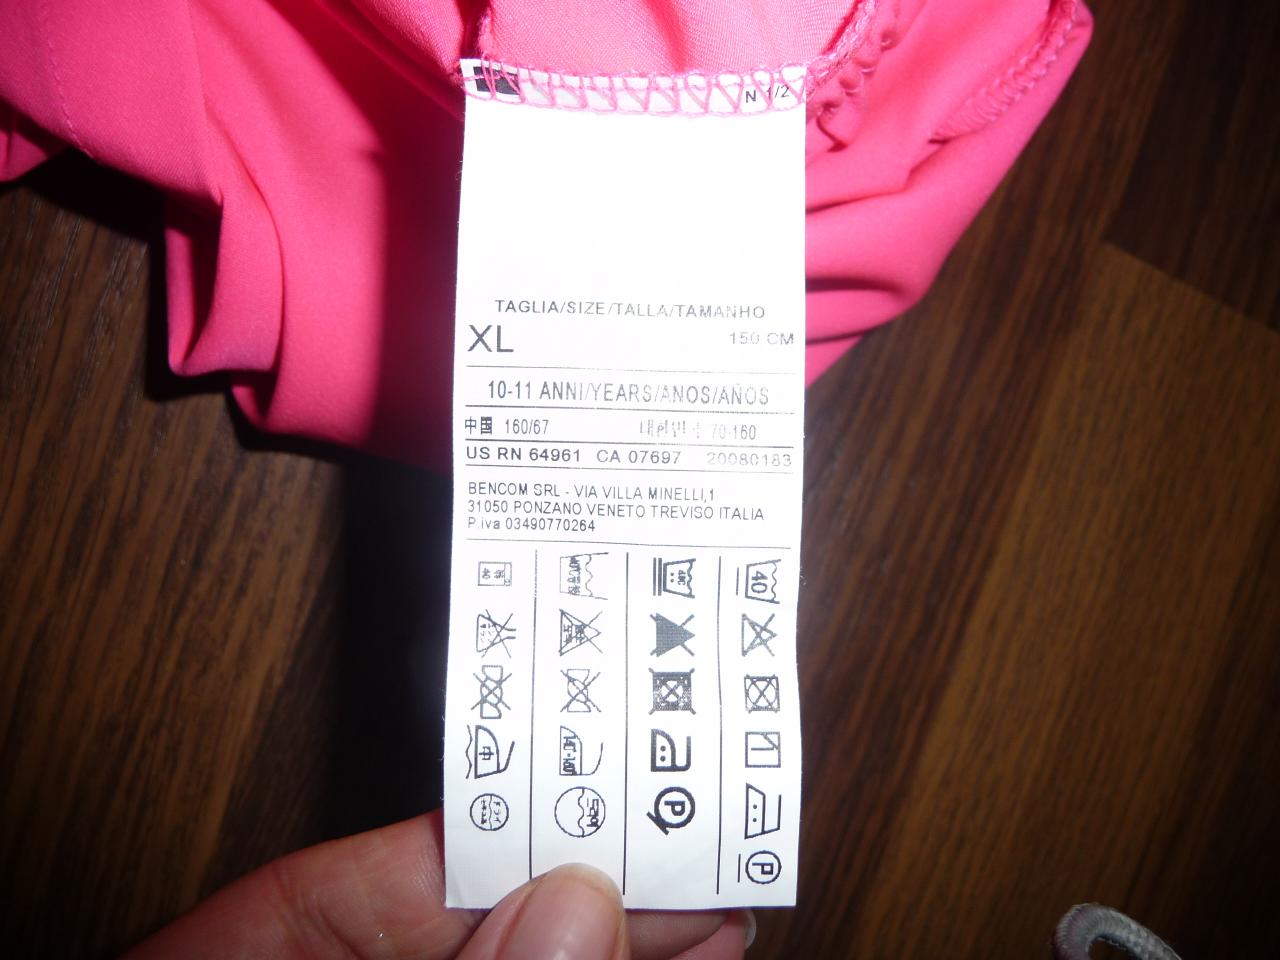 N 1/2
TAGLIA/SIZE/TALLA/TAMANHO
XL 150 CM
10-11 ANNI/YEARS/ANOS/AÑOS
中国 160/67 70-160
US RN 64961 CA 07697 20080183
BENCOM SRL - VIA VILLA MINELLI,1
31050 PONZANO VENETO TREVISO ITALIA
P.iva 03490770264
40
P
P